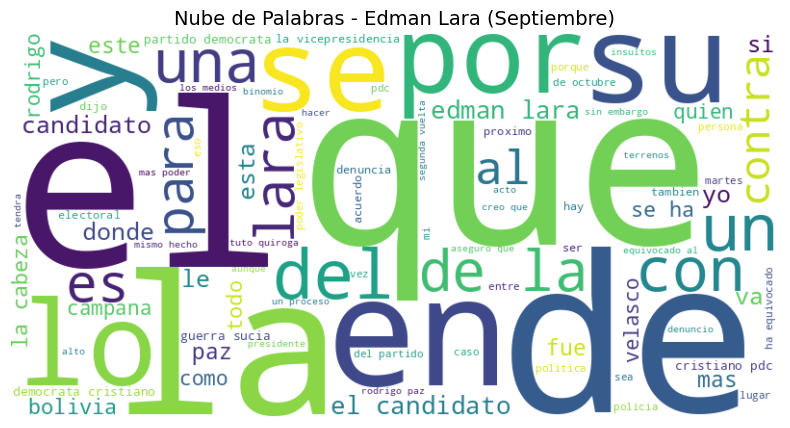 Nube de Palabras - Edman Lara (Septiembre)
rodrigo
este
partido democrata
la vicepresidencia
pero
dijo
y
una
los medios
binomio
se
pdc
por
su
insultos
de octubre
porque
si
candidato
el
para
lara
hacer
eso
poder legislativo
que
segunda vuelta
edman lara
sin embargo
quien
persona
contra
esta
mas poder
denuncia
acuerdo
al
proximo
acto
creo que
hay
terrenos
tambien
martes
yo
se ha
un
tendra
electoral
donde
mismo hecho
tuto quiroga
mi
aseguro que
ser
equivocado al
la cabeza
es
le
aunque
del
vez
de la
entre
con
va
ha equivocado
lo
campana
todo
la
un proceso
en
de
velasco
denuncio
guerra sucia
paz
como
presidente
del partido
caso
fue
politica
cristiano pdc
mas
lugar
alto
democrata cristiano
bolivia
rodrigo paz
el candidato
sea
policia